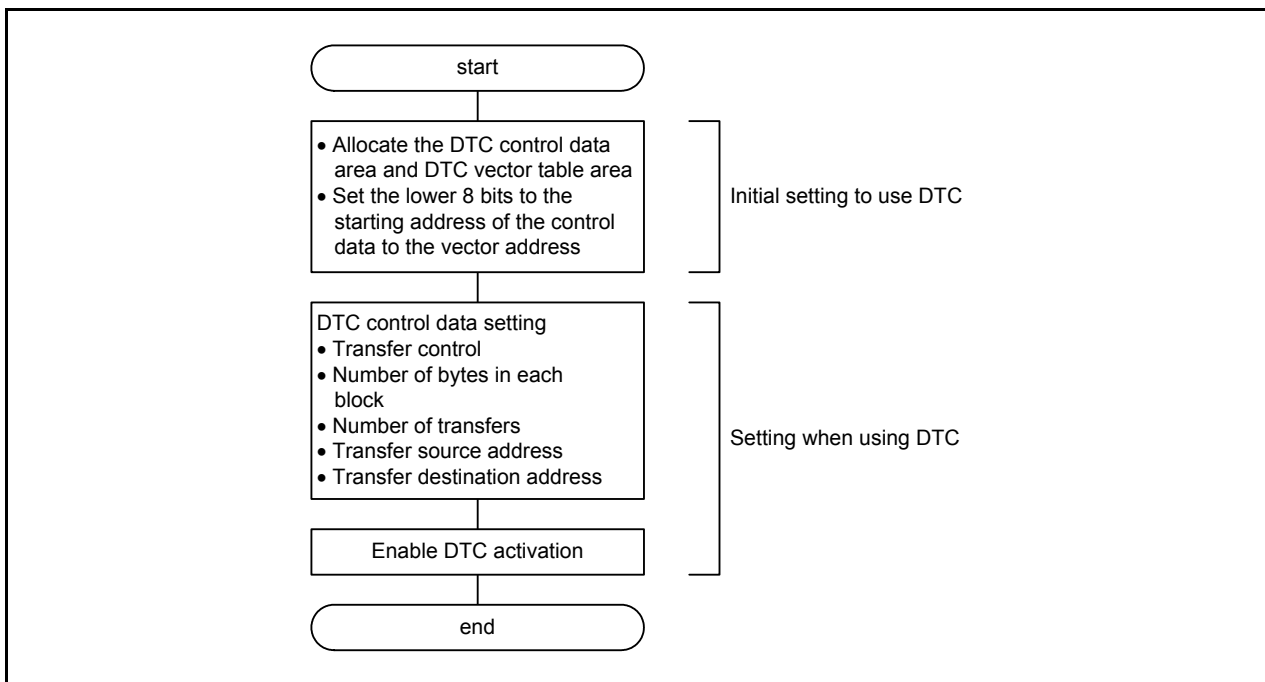 start
• Allocate the DTC control data
area and DTC vector table area
• Set the lower 8 bits to the
starting address of the control
data to the vector address
Initial setting to use DTC
DTC control data setting
• Transfer control
• Number of bytes in each
block
• Number of transfers
• Transfer source address
• Transfer destination address
Setting when using DTC
Enable DTC activation
end